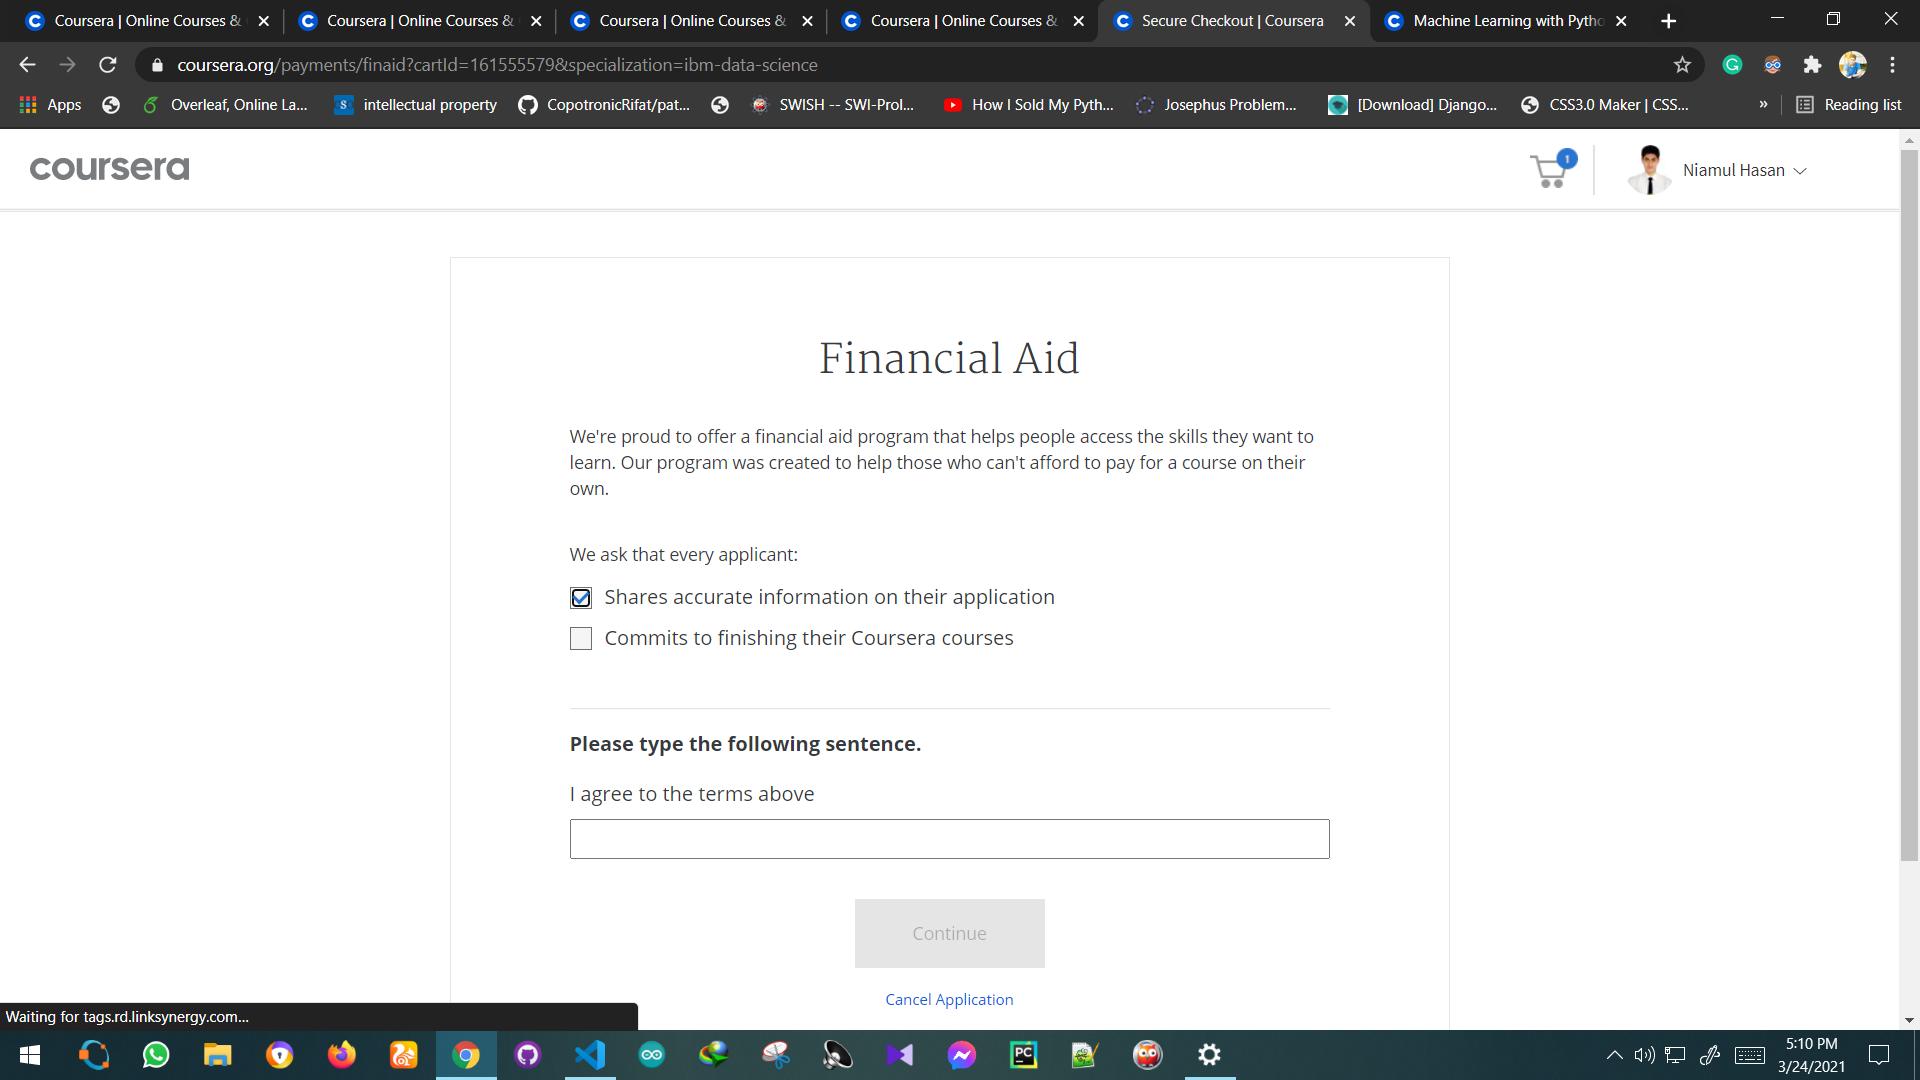 Coursera | Online Courses &
Coursera | Online Courses &
Coursera | Online Courses &
Coursera | Online Courses &
Secure Checkout | Coursera
Machine Learning with Pytho
coursera.org/payments/finaid?cartId=161555579&specialization=ibm-data-science
Apps
Overleaf, Online La...
intellectual property
CopotronicRifat/pat...
SWISH -- SWI-Prol...
How I Sold My Pyth...
Josephus Problem...
[Download] Django...
CSS3.0 Maker | CSS...
»
Reading list
coursera
1
Niamul Hasan
Financial Aid
We're proud to offer a financial aid program that helps people access the skills they want to
learn. Our program was created to help those who can't afford to pay for a course on their
own.
We ask that every applicant:
Shares accurate information on their application
Commits to finishing their Coursera courses
Please type the following sentence.
I agree to the terms above
Continue
Cancel Application
Waiting for tags.rd.linksynergy.com...
PC
5:10 PM
3/24/2021